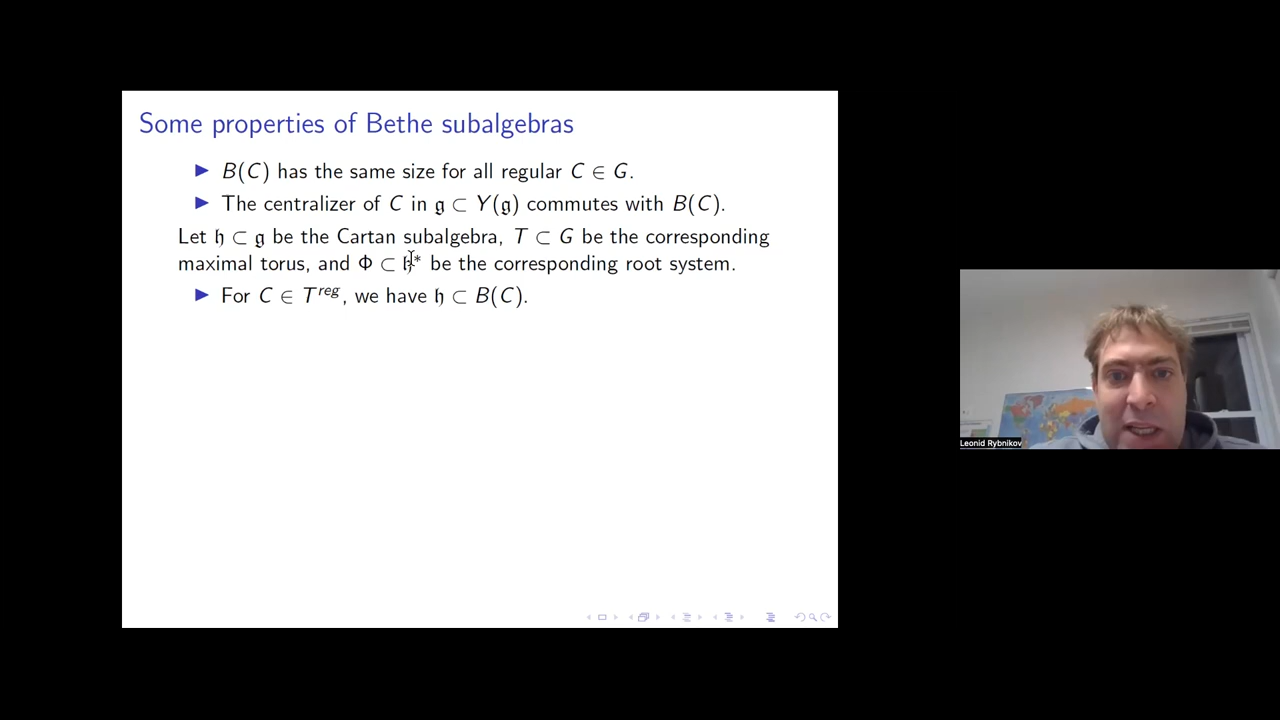 Some properties of Bethe subalgebras
▶ B(C) has the same size for all regular C ∈ G.
▶ The centralizer of C in 𝔤 ⊂ Y(𝔤) commutes with B(C).
Let 𝔥 ⊂ 𝔤 be the Cartan subalgebra, T ⊂ G be the corresponding
maximal torus, and Φ ⊂ 𝔥* be the corresponding root system.
▶ For C ∈ T^{reg}, we have 𝔥 ⊂ B(C).
Leonid Rybnikov